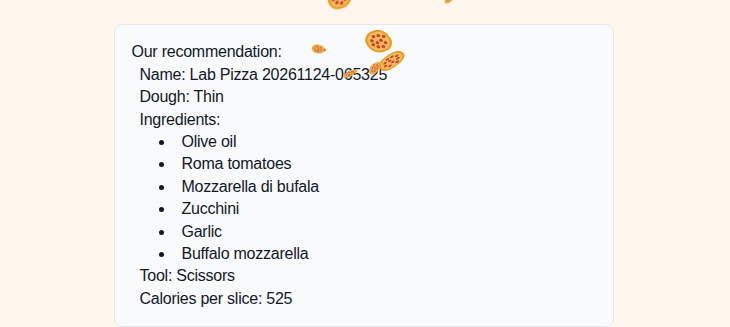 Our recommendation:
Name: Lab Pizza
Dough: Thin
Ingredients:
• Olive oil
• Roma tomatoes
• Mozzarella di bufala
• Zucchini
• Garlic
• Buffalo mozzarella
Tool: Scissors
Calories per slice: 525